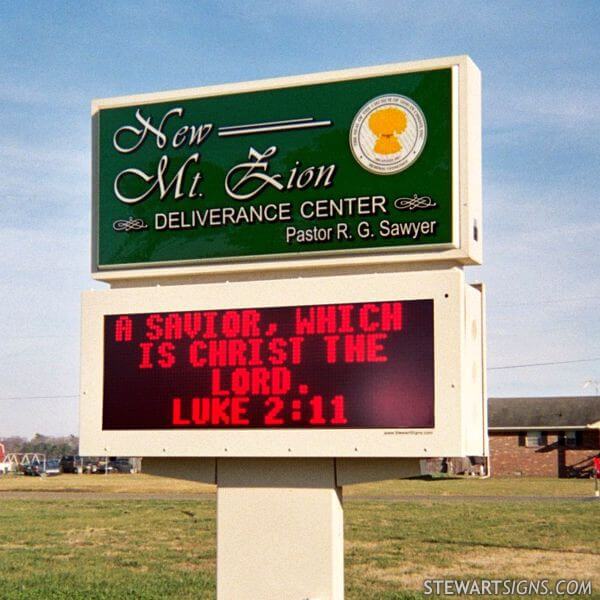 New
Mt. Zion
DELIVERANCE CENTER
Pastor R. G. Sawyer
A SAVIOR, WHICH
IS CHRIST THE
LORD.
LUKE 2:11
STEWARTSIGNS.COM